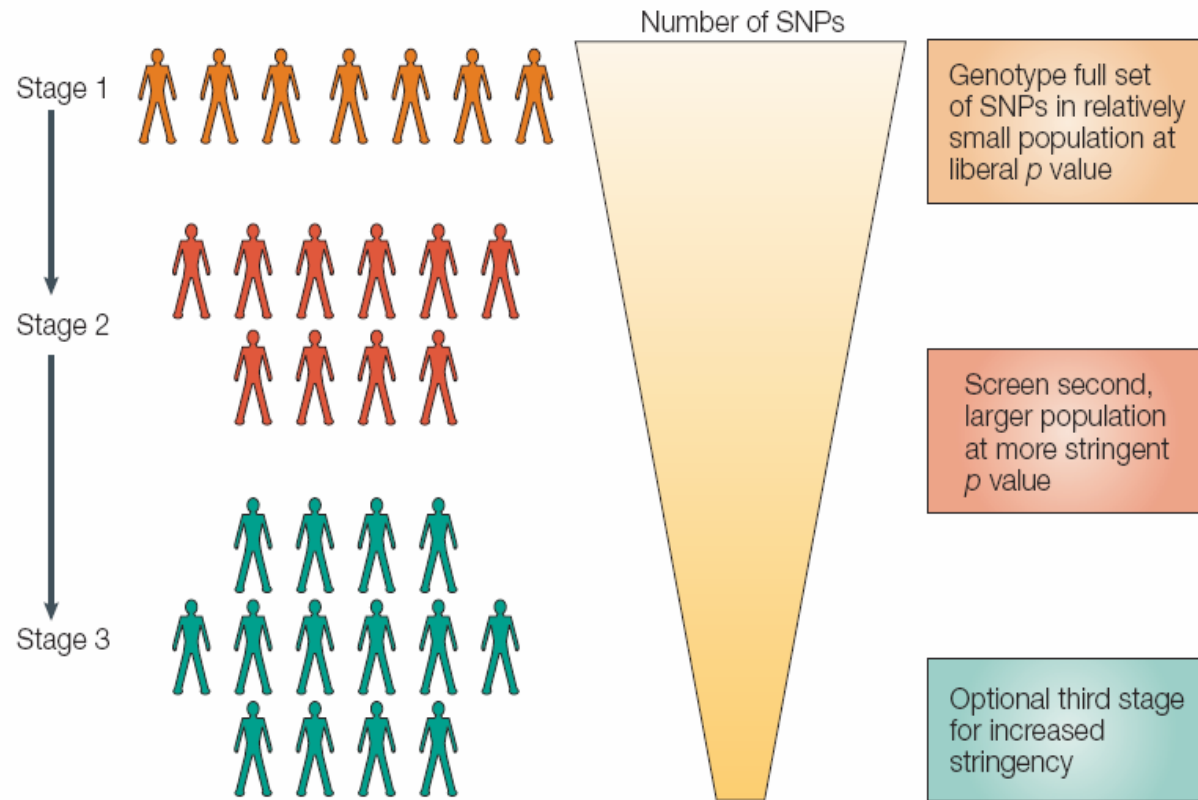 Number of SNPs
Stage 1
Genotype full set
of SNPs in relatively
small population at
liberal p value
Stage 2
Screen second,
larger population
at more stringent
p value
Stage 3
Optional third stage
for increased
stringency